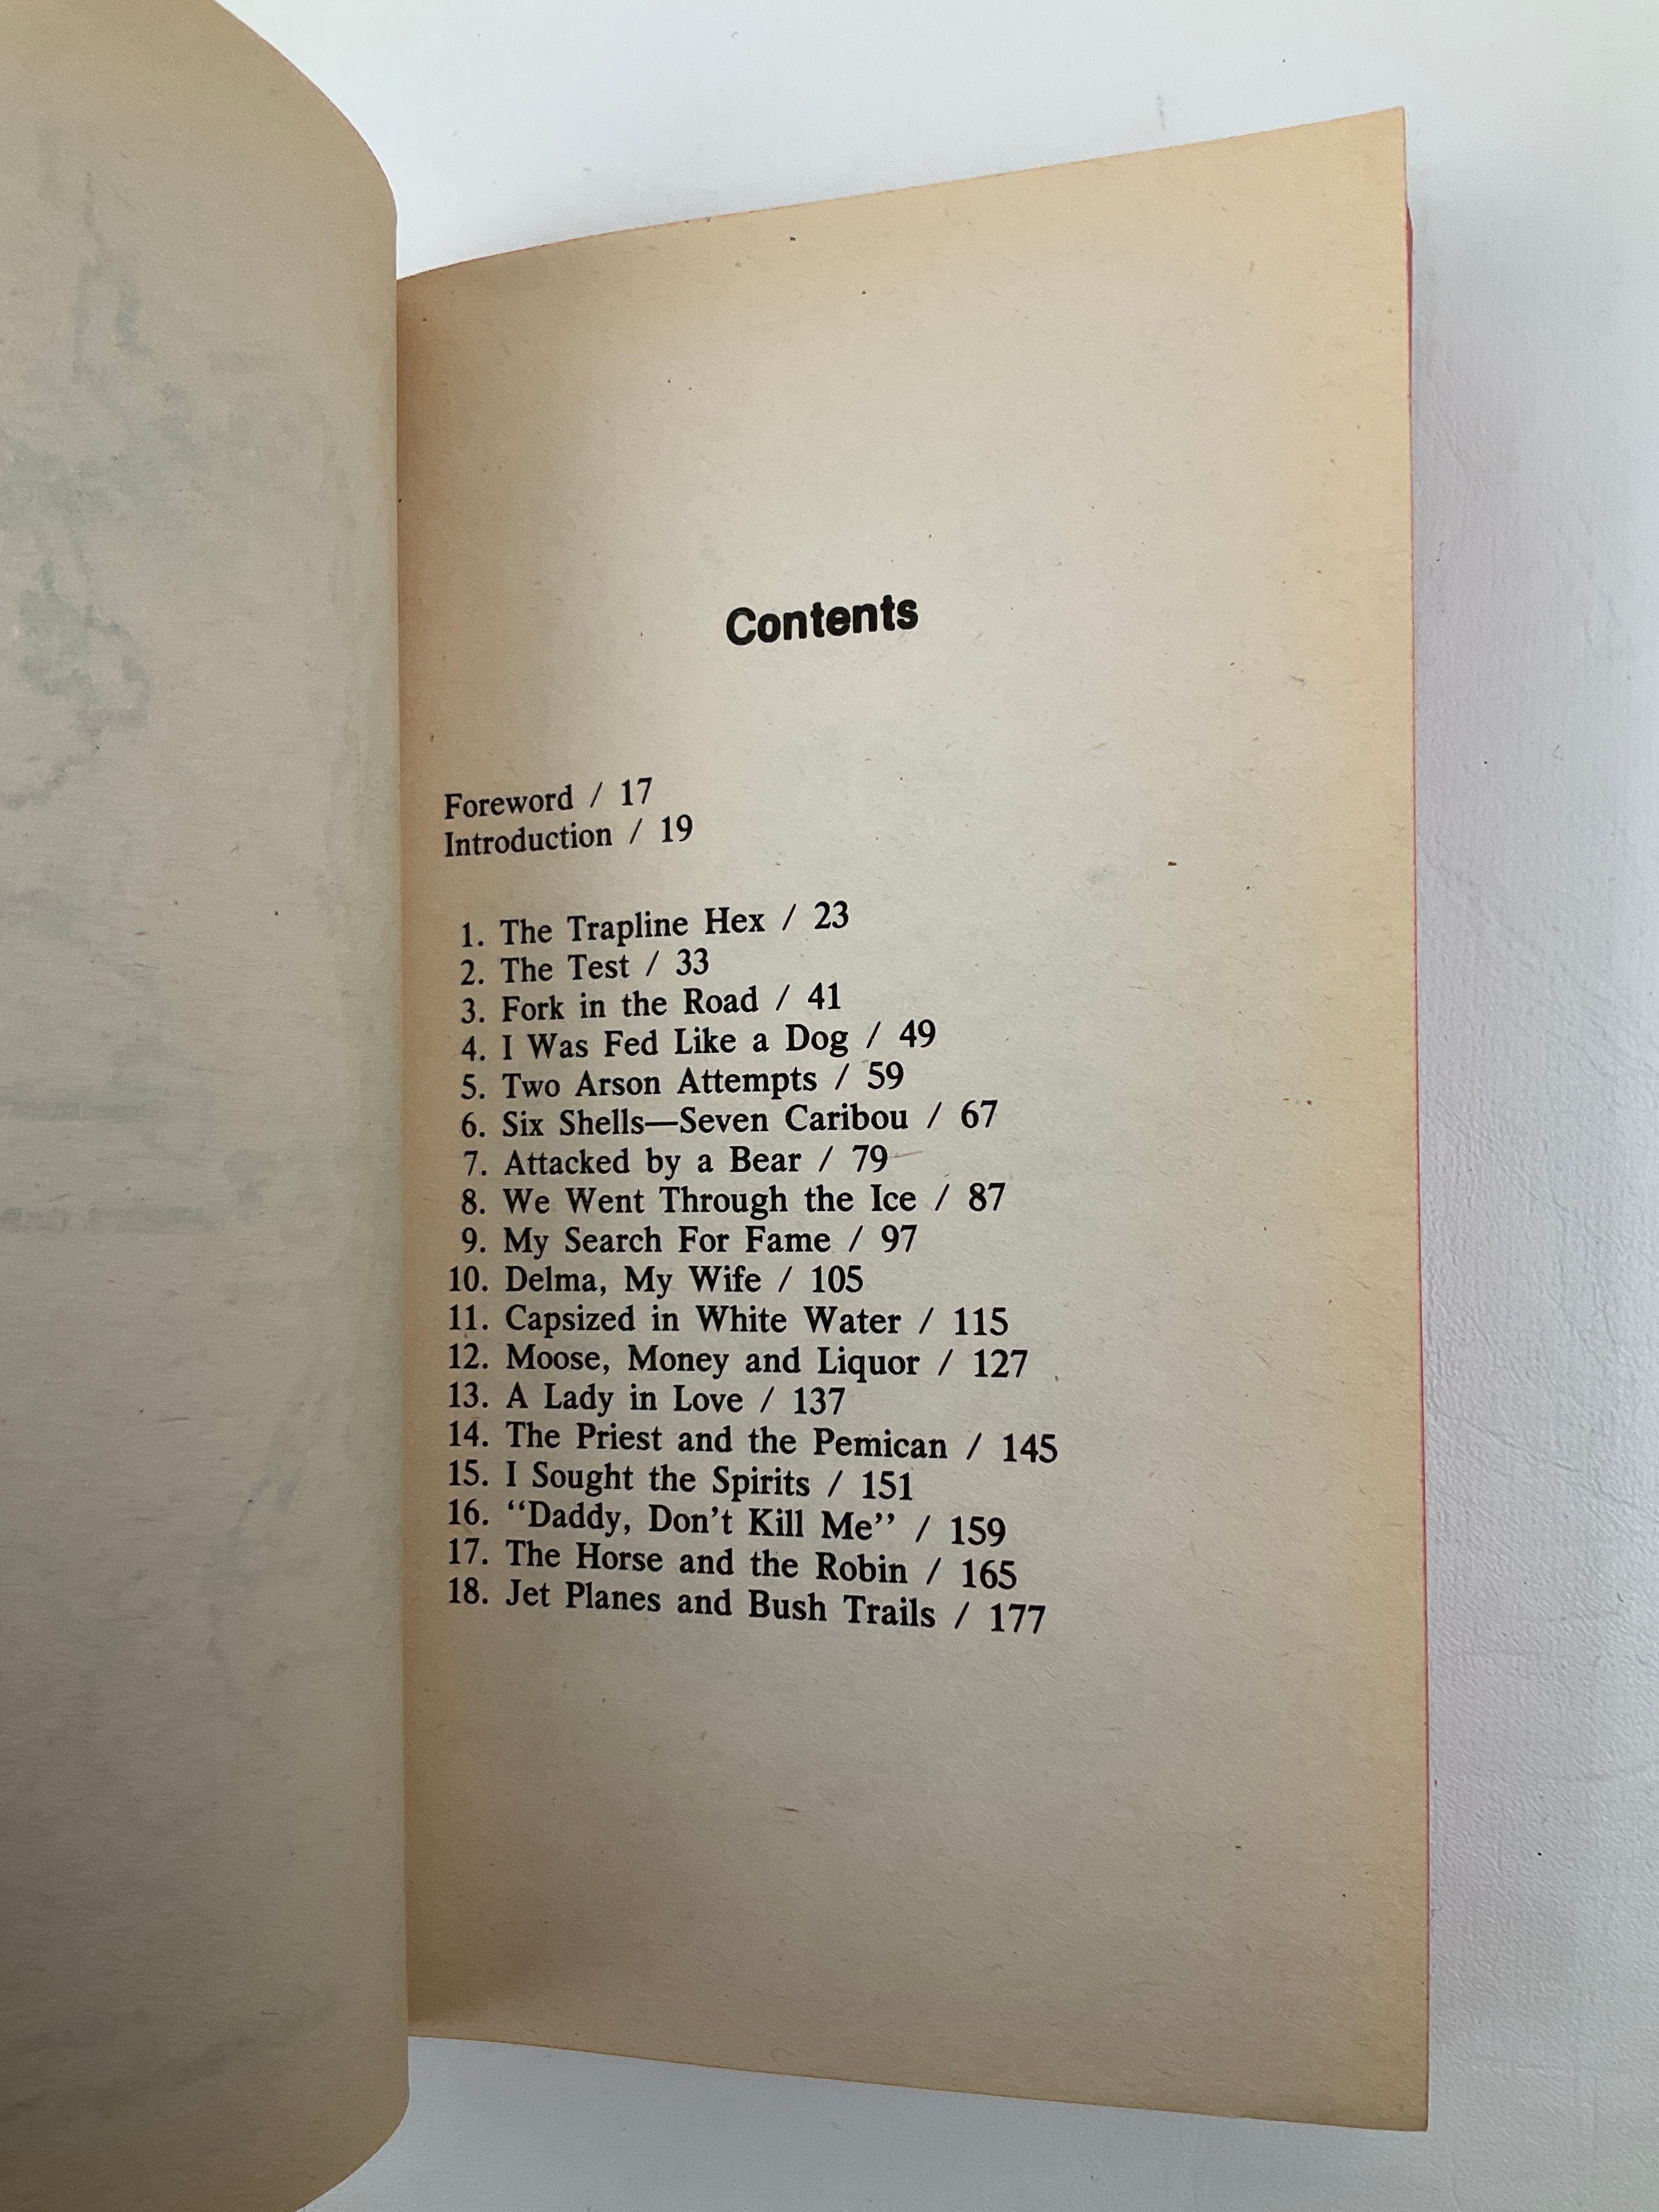 Contents
Foreword / 17
Introduction / 19
1. The Trapline Hex / 23
2. The Test / 33
3. Fork in the Road / 41
4. I Was Fed Like a Dog / 49
5. Two Arson Attempts / 59
6. Six Shells—Seven Caribou / 67
7. Attacked by a Bear / 79
8. We Went Through the Ice / 87
9. My Search For Fame / 97
10. Delma, My Wife / 105
11. Capsized in White Water / 115
12. Moose, Money and Liquor / 127
13. A Lady in Love / 137
14. The Priest and the Pemican / 145
15. I Sought the Spirits / 151
16. “Daddy, Don’t Kill Me” / 159
17. The Horse and the Robin / 165
18. Jet Planes and Bush Trails / 177